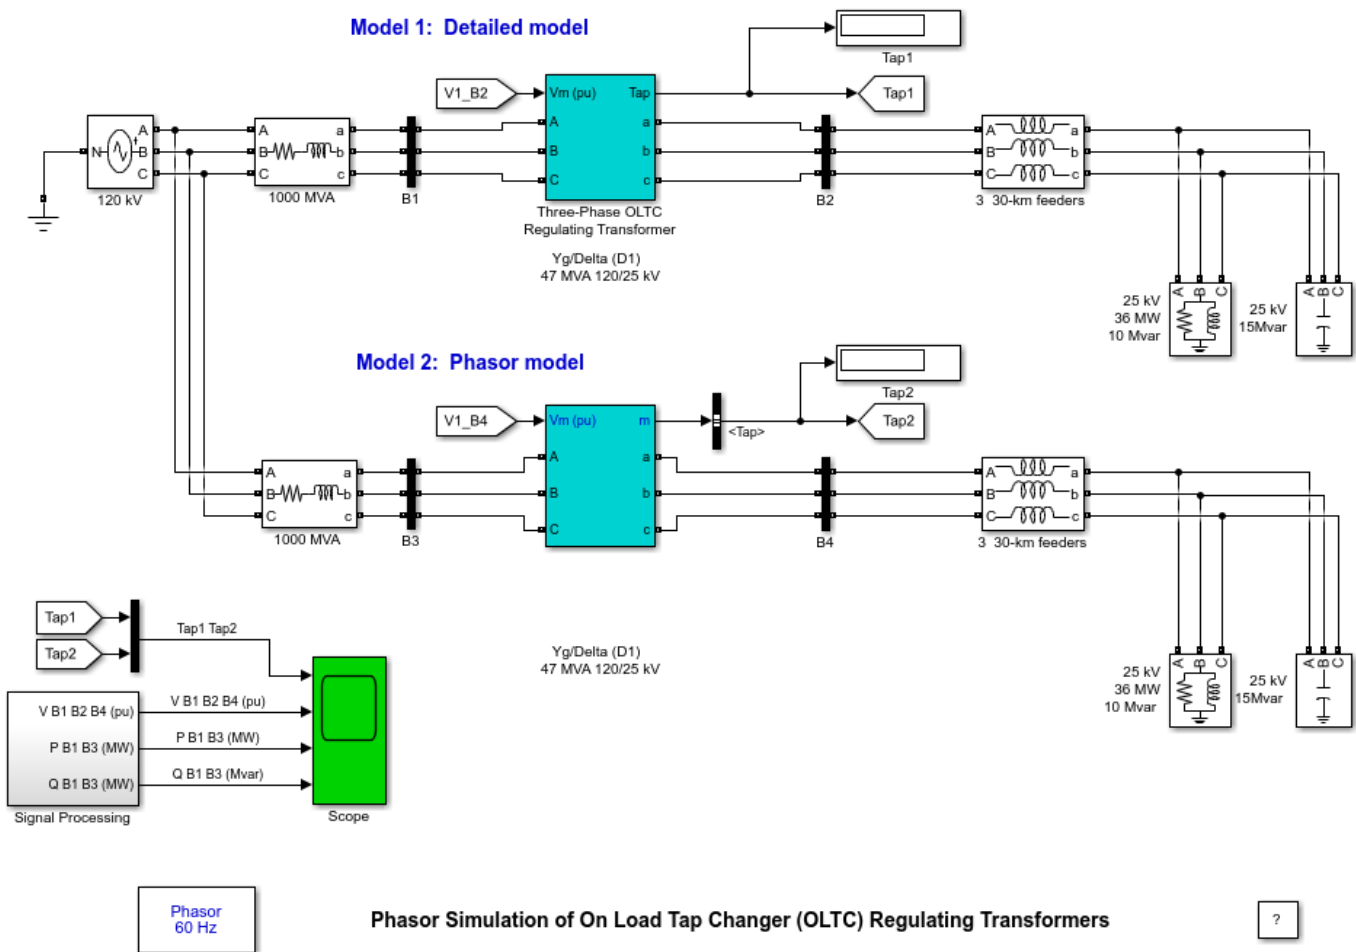 Model 1:  Detailed model
Tap1
V1_B2
Vm (pu)
Tap
Tap1
A
B
C
a
b
c
N
A
B
C
120 kV
A
B
C
a
b
c
1000 MVA
B1
Three-Phase OLTC
Regulating Transformer
Yg/Delta (D1)
47 MVA 120/25 kV
B2
A
B
C
a
b
c
3  30-km feeders
A
B
C
25 kV
36 MW
10 Mvar
A
B
C
25 kV
15Mvar
Model 2:  Phasor model
Tap2
V1_B4
Vm (pu)
m
<Tap>
Tap2
A
B
C
a
b
c
A
B
C
a
b
c
1000 MVA
B3
B4
A
B
C
a
b
c
3  30-km feeders
Yg/Delta (D1)
47 MVA 120/25 kV
A
B
C
25 kV
36 MW
10 Mvar
A
B
C
25 kV
15Mvar
Tap1
Tap2
Tap1 Tap2
V B1 B2 B4 (pu)
V B1 B2 B4 (pu)
P B1 B3 (MW)
P B1 B3 (MW)
Q B1 B3 (MW)
Q B1 B3 (Mvar)
Signal Processing
Scope
Phasor
60 Hz
Phasor Simulation of On Load Tap Changer (OLTC) Regulating Transformers
?